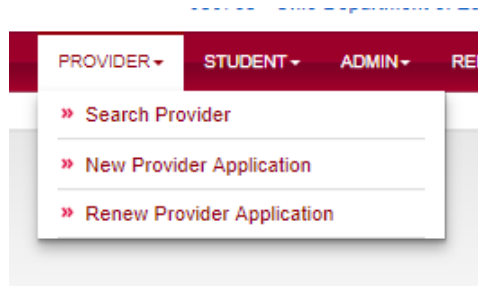 PROVIDER STUDENT ADMIN
» Search Provider
» New Provider Application
» Renew Provider Application